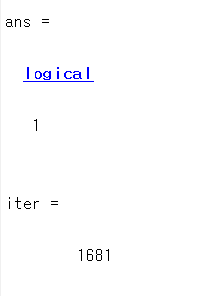 ans =
logical
1
iter =
1681